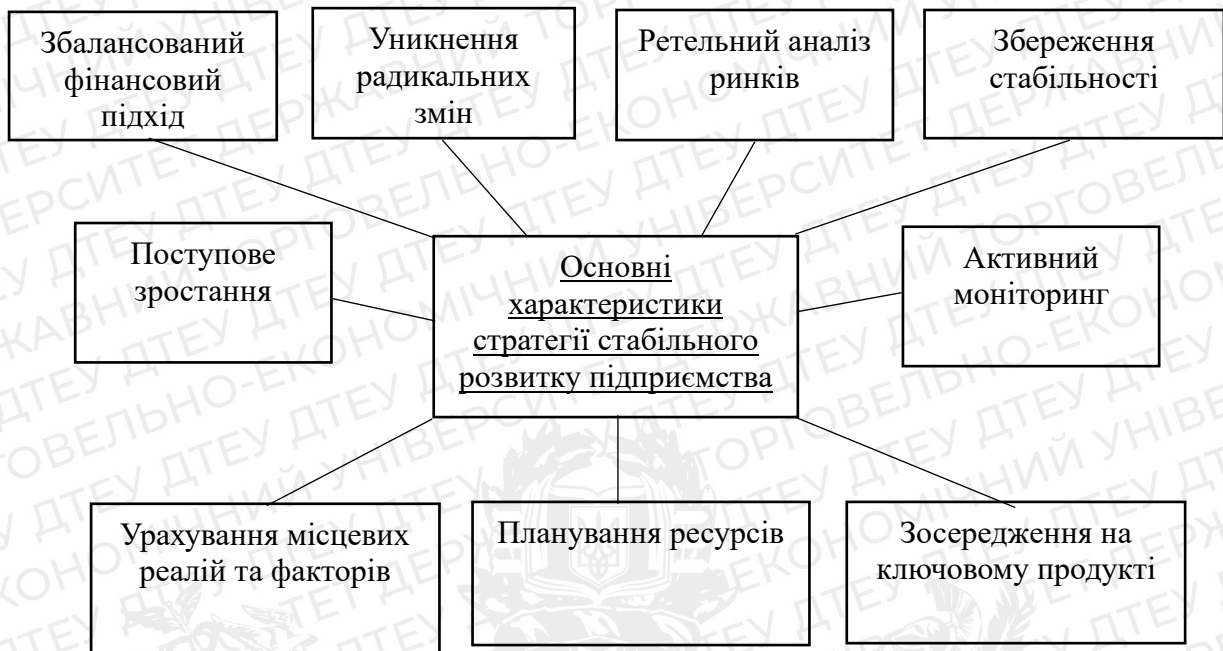 Збалансований
фінансовий
підхід
Уникнення
радикальних
змін
Ретельний аналіз
ринків
Збереження
стабільності
Поступове
зростання
Основні
характеристики
стратегії стабільного
розвитку підприємства
Активний
моніторинг
Урахування місцевих
реалій та факторів
Планування ресурсів
Зосередження на
ключовому продукті